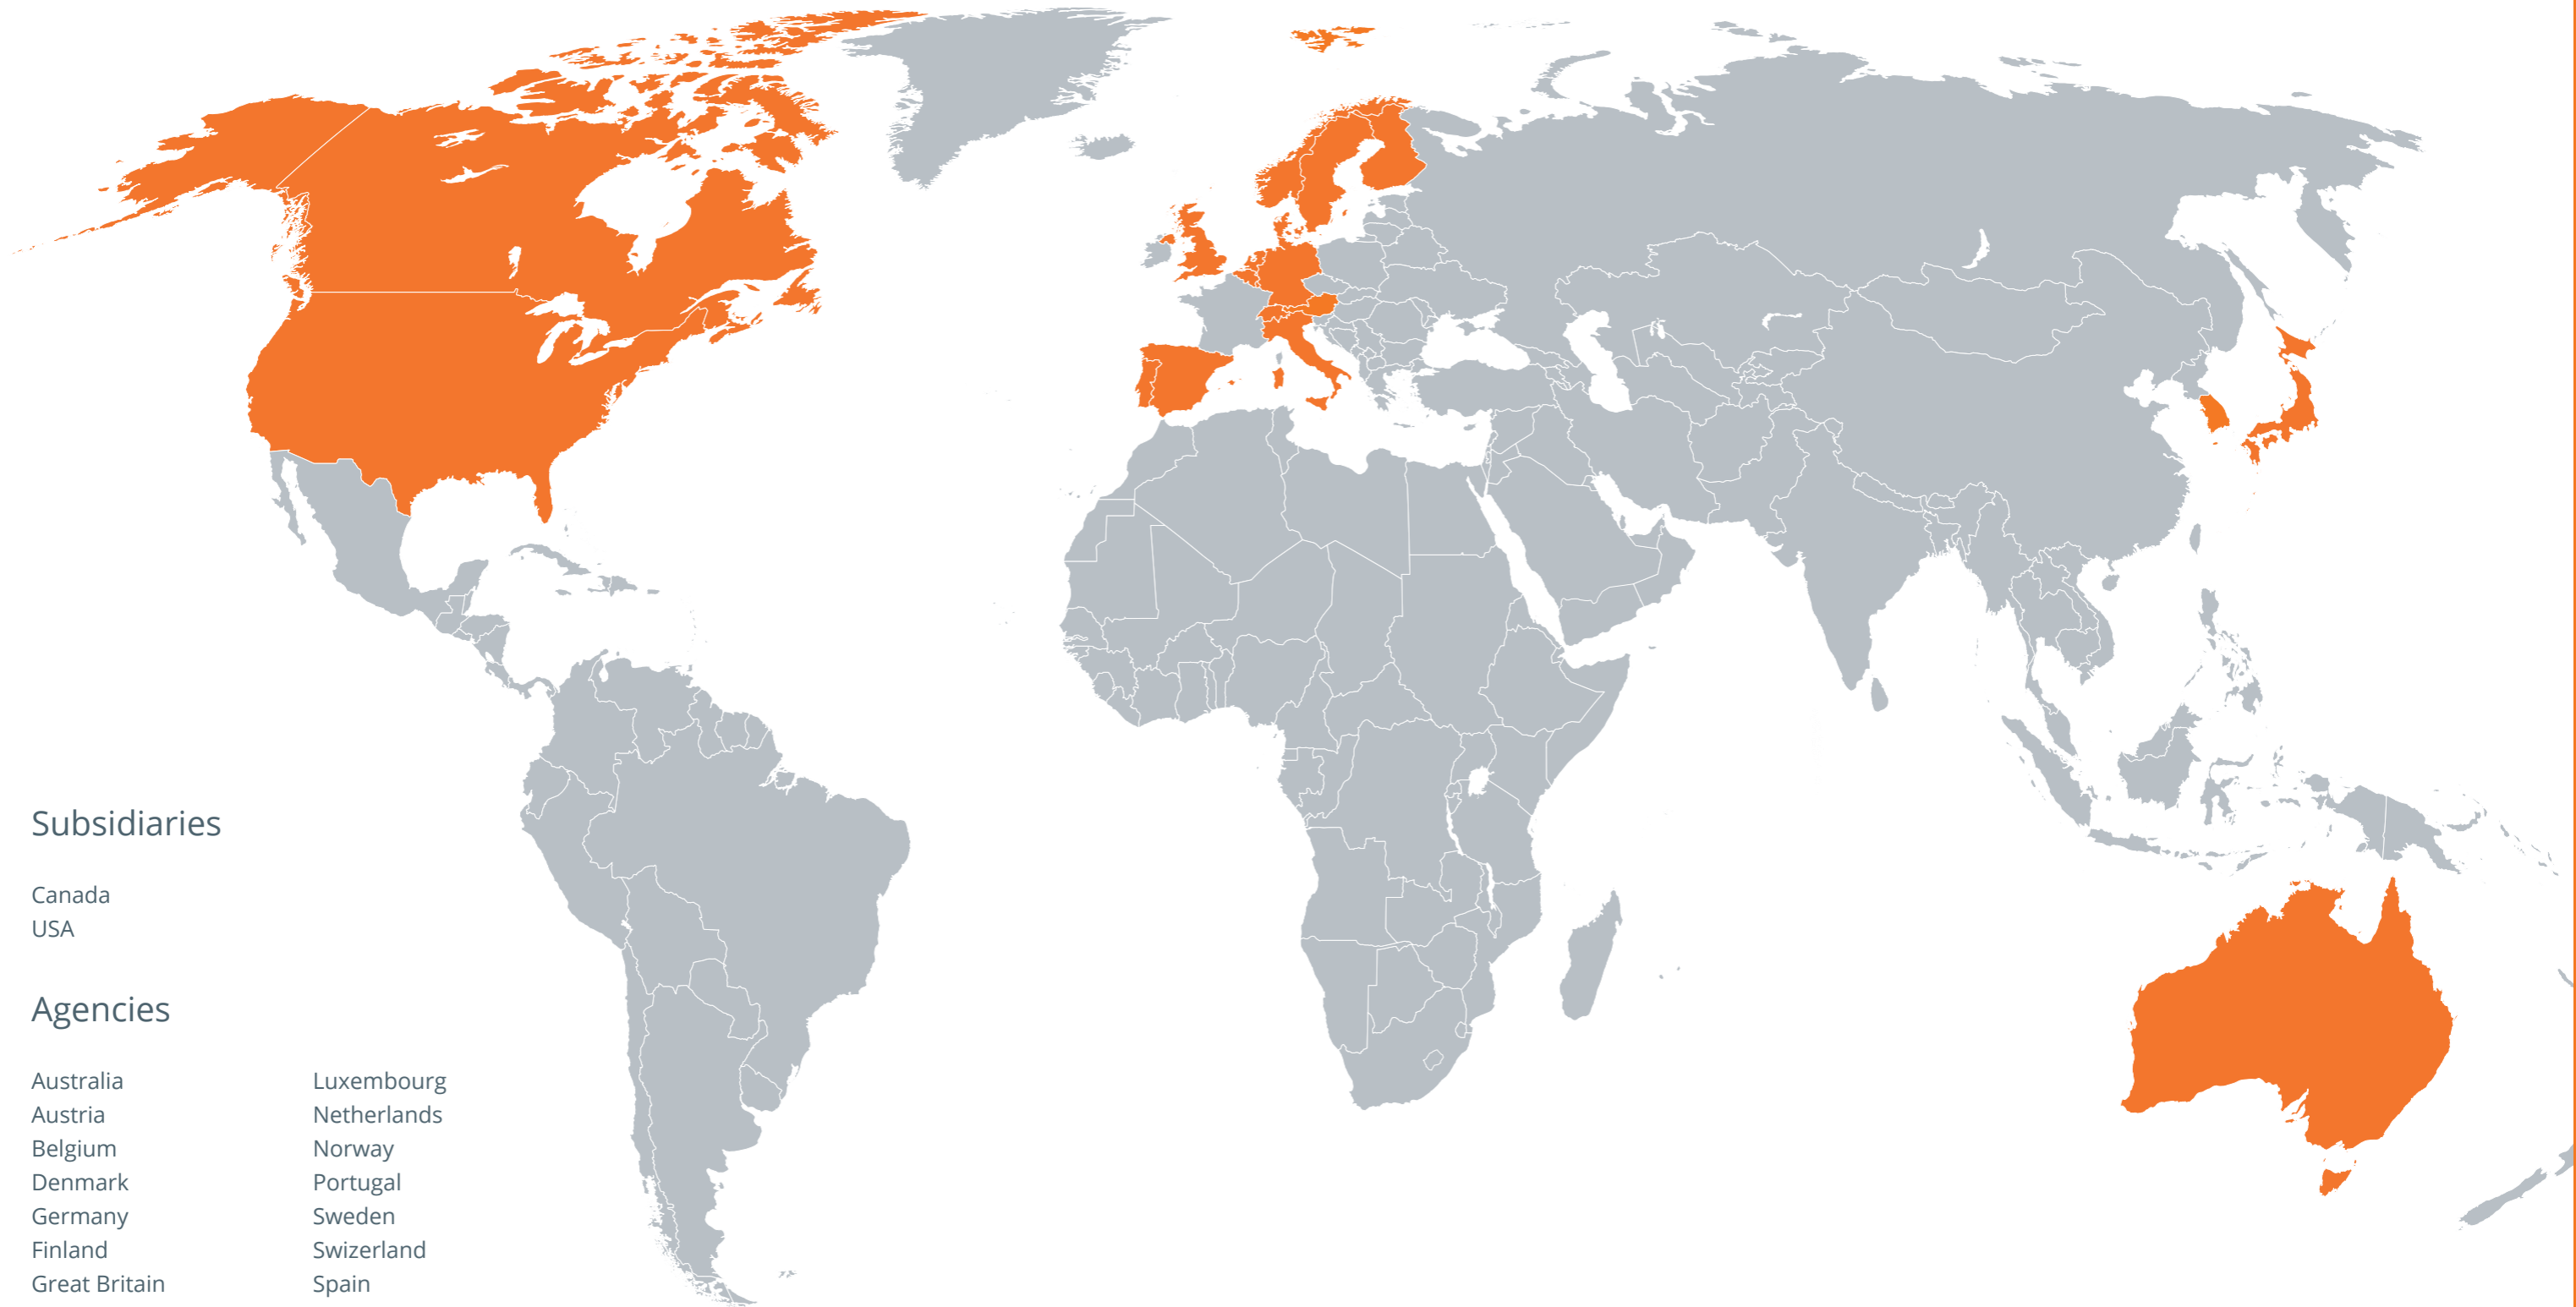 Subsidiaries
Canada
USA
Agencies
Australia
Austria
Belgium
Denmark
Germany
Finland
Great Britain
Luxembourg
Netherlands
Norway
Portugal
Sweden
Swizerland
Spain